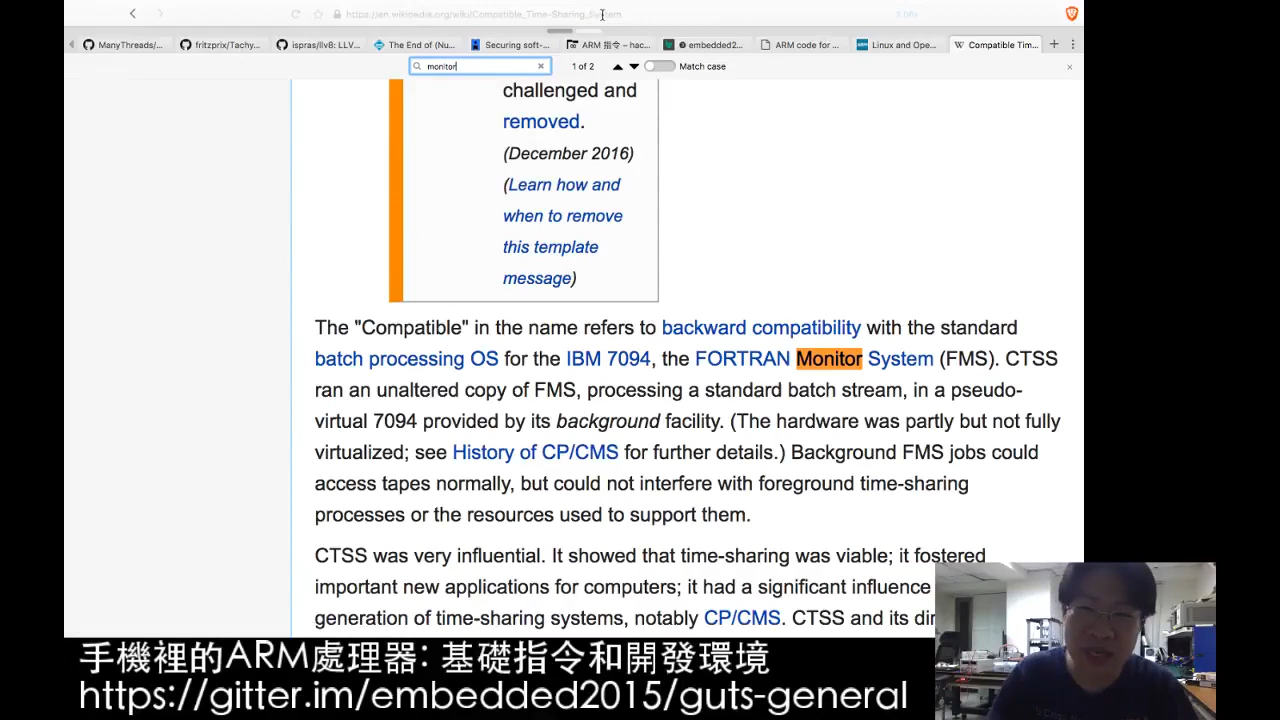 https://en.wikipedia.org/wiki/Compatible_Time-Sharing_System
ManyThreads/... fritzprix/Tachy... ispras/llv8: LLV... The End of (Nu... Securing soft-... ARM 指令 – hac... embedded2... ARM code for ... Linux and Ope... Compatible Tim...
monitor 1 of 2 Match case
challenged and
removed.
(December 2016)
(Learn how and
when to remove
this template
message)
The "Compatible" in the name refers to backward compatibility with the standard
batch processing OS for the IBM 7094, the FORTRAN Monitor System (FMS). CTSS
ran an unaltered copy of FMS, processing a standard batch stream, in a pseudo-
virtual 7094 provided by its background facility. (The hardware was partly but not fully
virtualized; see History of CP/CMS for further details.) Background FMS jobs could
access tapes normally, but could not interfere with foreground time-sharing
processes or the resources used to support them.
CTSS was very influential. It showed that time-sharing was viable; it fostered
important new applications for computers; it had a significant influence
generation of time-sharing systems, notably CP/CMS. CTSS and its dir
手機裡的ARM處理器: 基礎指令和開發環境
https://gitter.im/embedded2015/guts-general